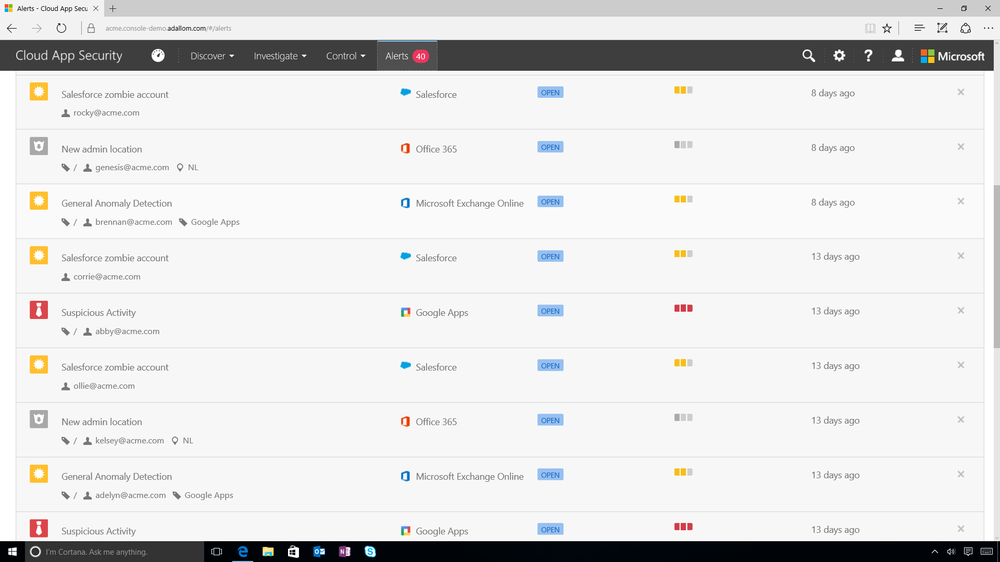 Alerts - Cloud App Secu
acme.console-demo.adallom.com/#/alerts
Cloud App Security Discover Investigate Control Alerts 40 ? Microsoft
Salesforce zombie account Salesforce OPEN 8 days ago
rocky@acme.com
New admin location Office 365 OPEN 8 days ago
/ genesis@acme.com NL
General Anomaly Detection Microsoft Exchange Online OPEN 8 days ago
/ brennan@acme.com Google Apps
Salesforce zombie account Salesforce OPEN 13 days ago
corrie@acme.com
Suspicious Activity Google Apps OPEN 13 days ago
/ abby@acme.com
Salesforce zombie account Salesforce OPEN 13 days ago
ollie@acme.com
New admin location Office 365 OPEN 13 days ago
/ kelsey@acme.com NL
General Anomaly Detection Microsoft Exchange Online OPEN 13 days ago
/ adelyn@acme.com Google Apps
Suspicious Activity Google Apps OPEN 13 days ago
I'm Cortana. Ask me anything.